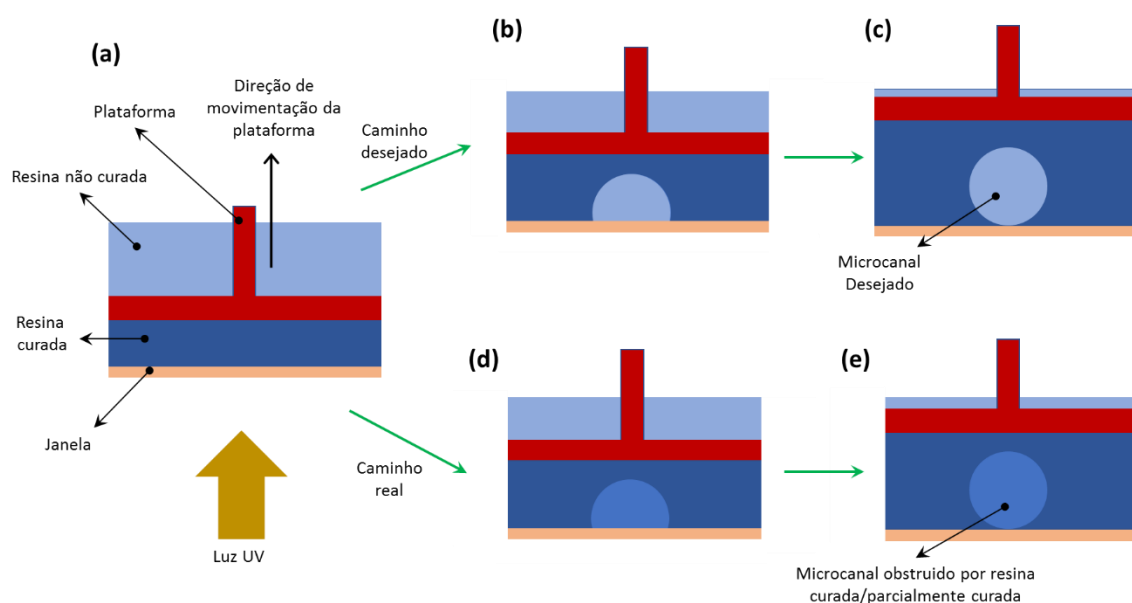 (a)
Plataforma
Direção de
movimentação da
plataforma
Resina não curada
Resina
curada
Janela
Luz UV
Caminho
desejado
(b)
(c)
Microcanal
Desejado
Caminho
real
(d)
(e)
Microcanal obstruido por resina
curada/parcialmente curada